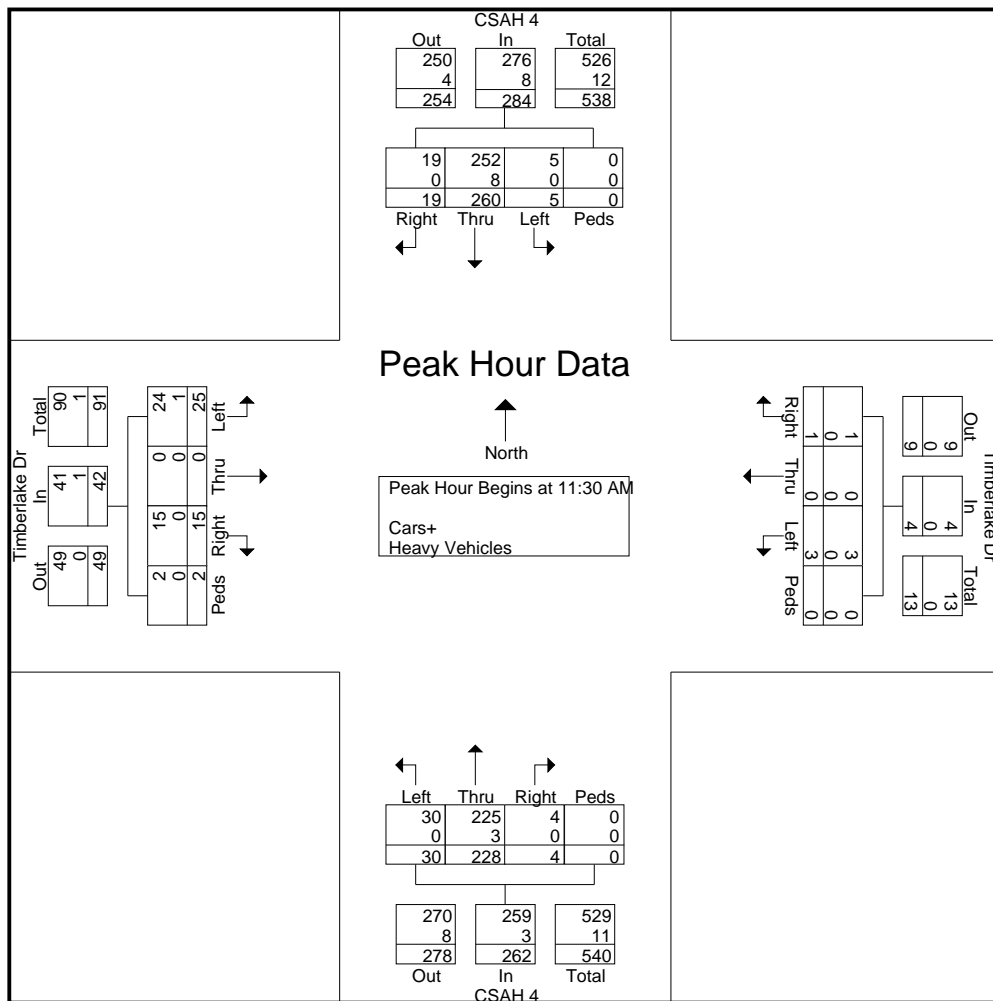 CSAH 4
Out In Total
250 276 526
4 8 12
254 284 538
19 252 5 0
0 8 0 0
19 260 5 0
Right Thru Left Peds
Peak Hour Data
North
Peak Hour Begins at 11:30 AM
Cars+
Heavy Vehicles
Timberlake Dr
Out In Total
49 41 90
0 1 1
49 42 91
Peds Right Thru Left
2 15 0 24
0 0 0 1
2 15 0 25
Timberlake Dr
Out In Total
9 4 13
0 0 0
9 4 13
1 0 3 0
0 0 0 0
1 0 3 0
Right Thru Left Peds
Left Thru Right Peds
30 225 4 0
0 3 0 0
30 228 4 0
270 259 529
8 3 11
278 262 540
Out In Total
CSAH 4